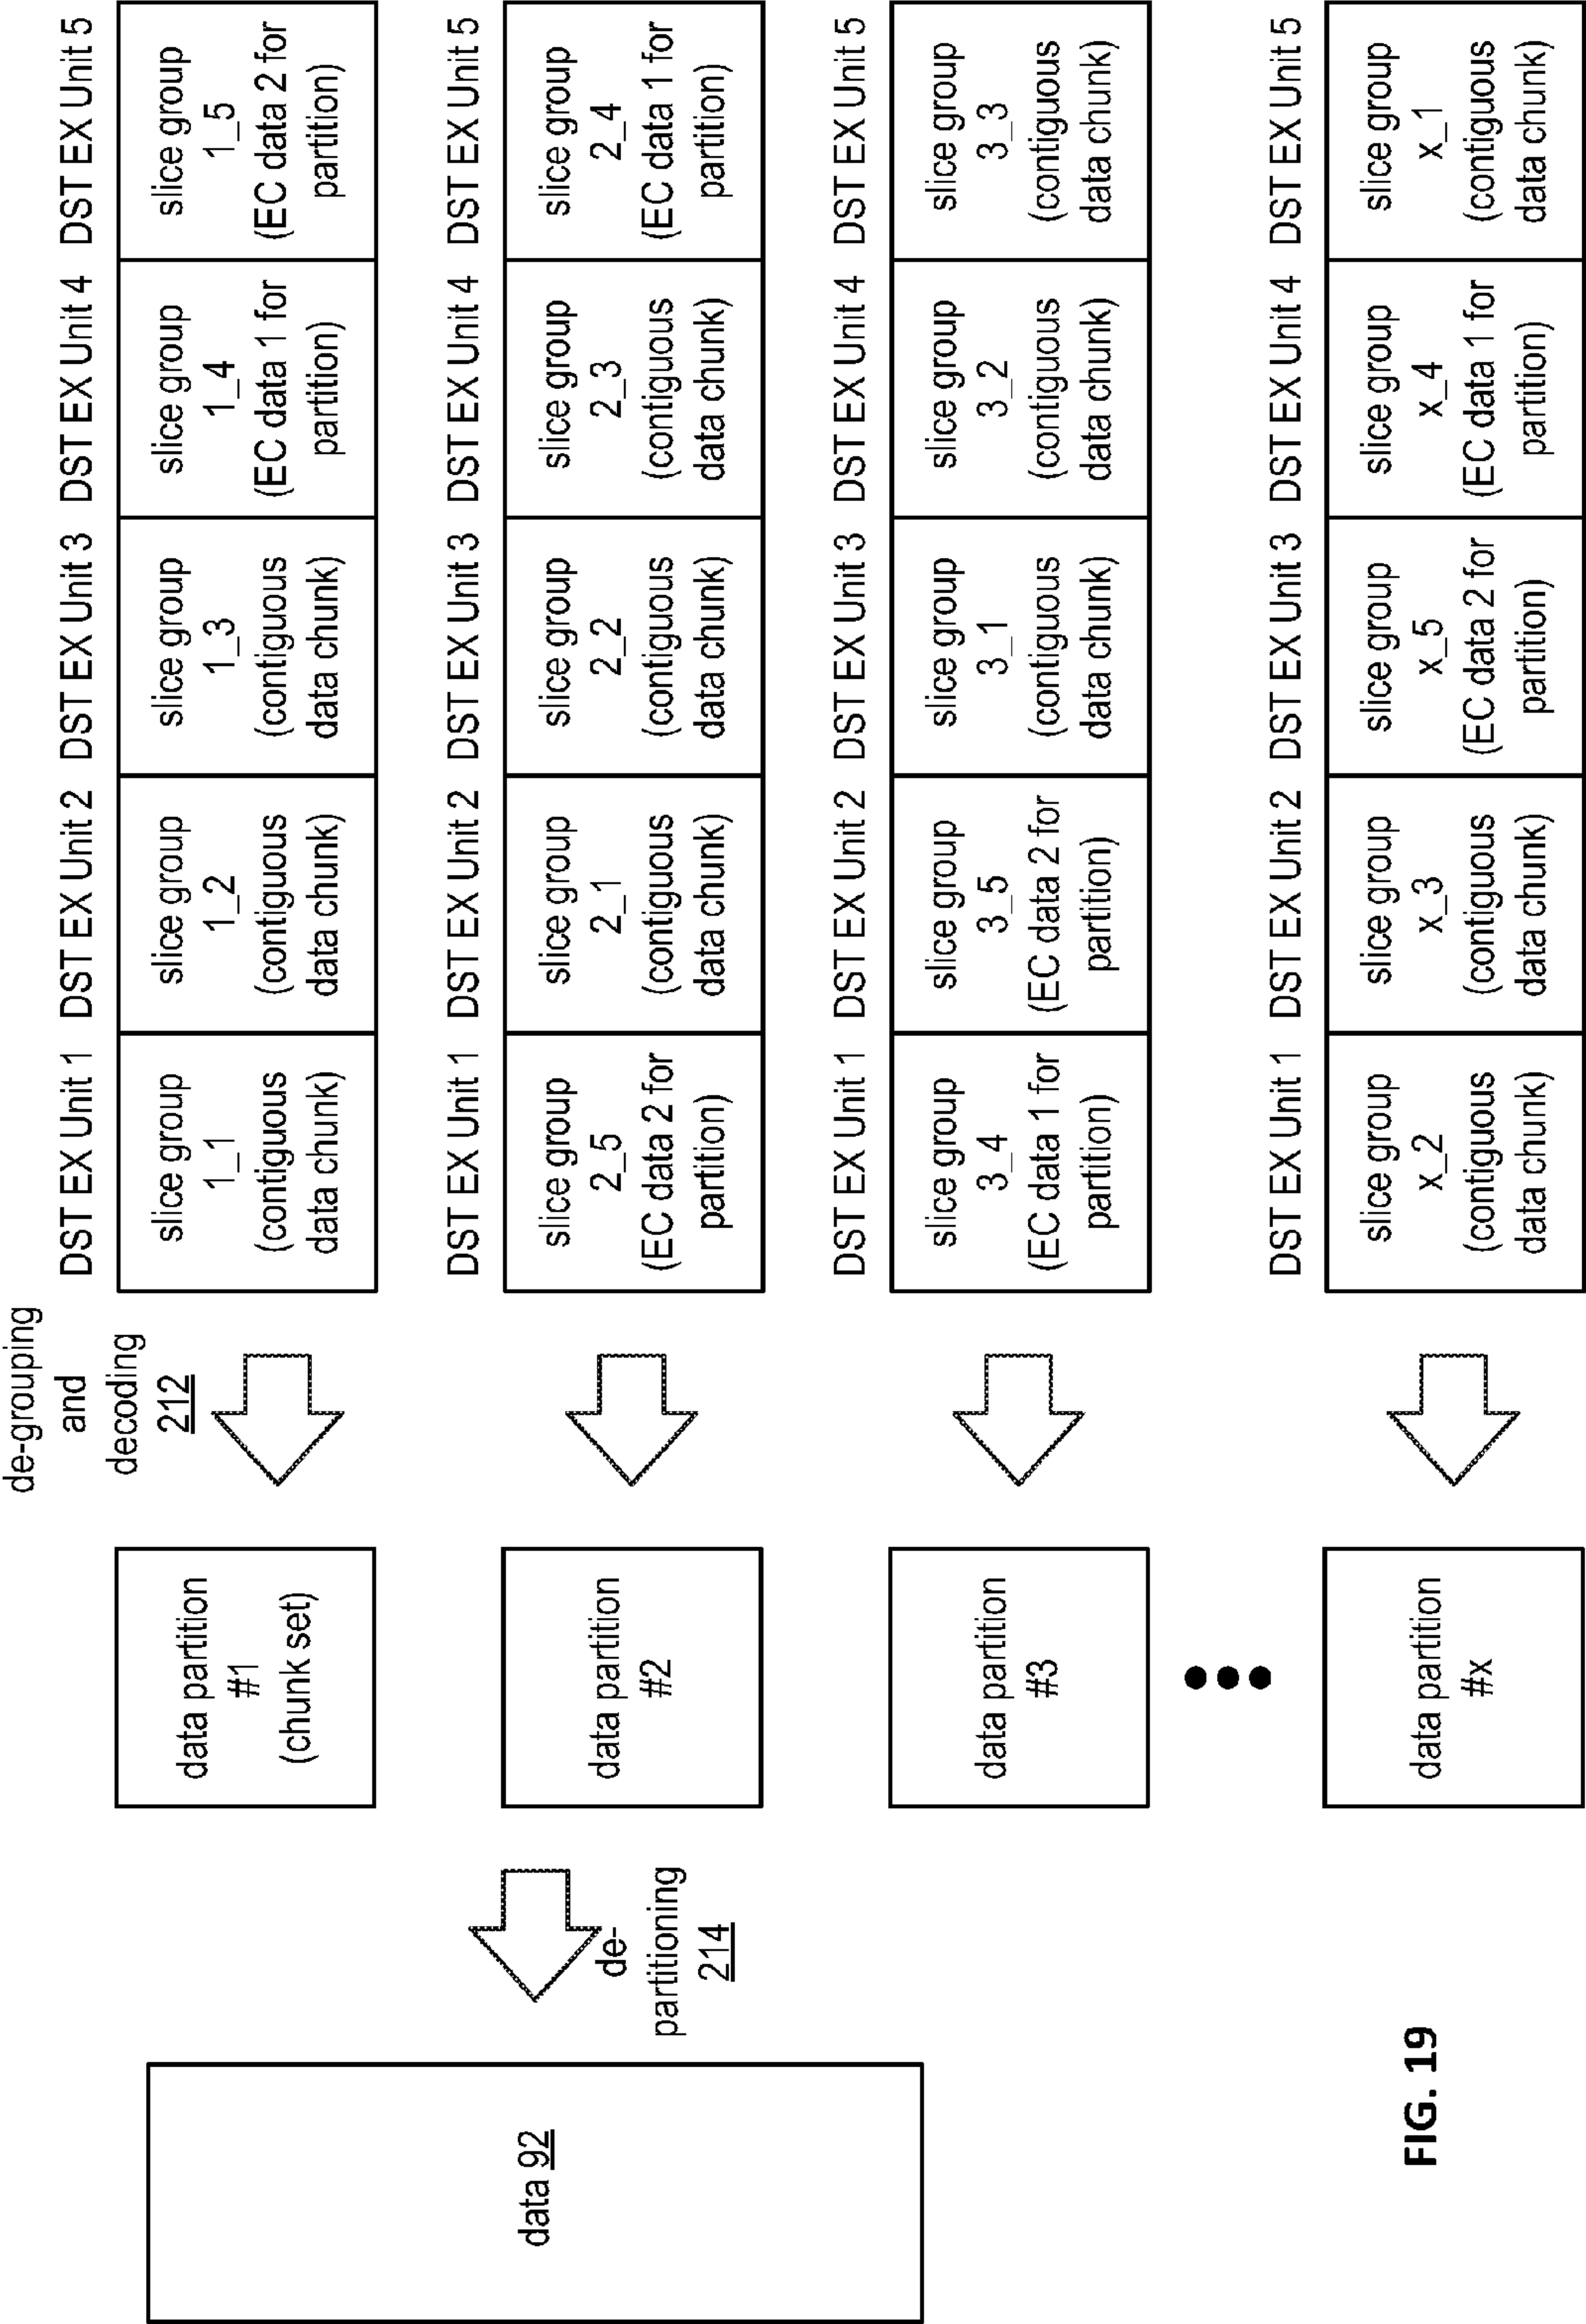 de-grouping
and
decoding
212
DST EX Unit 1 DST EX Unit 2 DST EX Unit 3 DST EX Unit 4 DST EX Unit 5
data partition
#1
(chunk set)
slice group
1_1
(contiguous
data chunk)
slice group
1_2
(contiguous
data chunk)
slice group
1_3
(contiguous
data chunk)
slice group
1_4
(EC data 1 for
partition)
slice group
1_5
(EC data 2 for
partition)
DST EX Unit 1 DST EX Unit 2 DST EX Unit 3 DST EX Unit 4 DST EX Unit 5
data 92
de-
partitioning
214
data partition
#2
slice group
2_5
(EC data 2 for
partition)
slice group
2_1
(contiguous
data chunk)
slice group
2_2
(contiguous
data chunk)
slice group
2_3
(contiguous
data chunk)
slice group
2_4
(EC data 1 for
partition)
DST EX Unit 1 DST EX Unit 2 DST EX Unit 3 DST EX Unit 4 DST EX Unit 5
data partition
#3
slice group
3_4
(EC data 1 for
partition)
slice group
3_5
(EC data 2 for
partition)
slice group
3_1
(contiguous
data chunk)
slice group
3_2
(contiguous
data chunk)
slice group
3_3
(contiguous
data chunk)
DST EX Unit 1 DST EX Unit 2 DST EX Unit 3 DST EX Unit 4 DST EX Unit 5
data partition
#x
slice group
x_2
(contiguous
data chunk)
slice group
x_3
(contiguous
data chunk)
slice group
x_5
(EC data 2 for
partition)
slice group
x_4
(EC data 1 for
partition)
slice group
x_1
(contiguous
data chunk)
FIG. 19